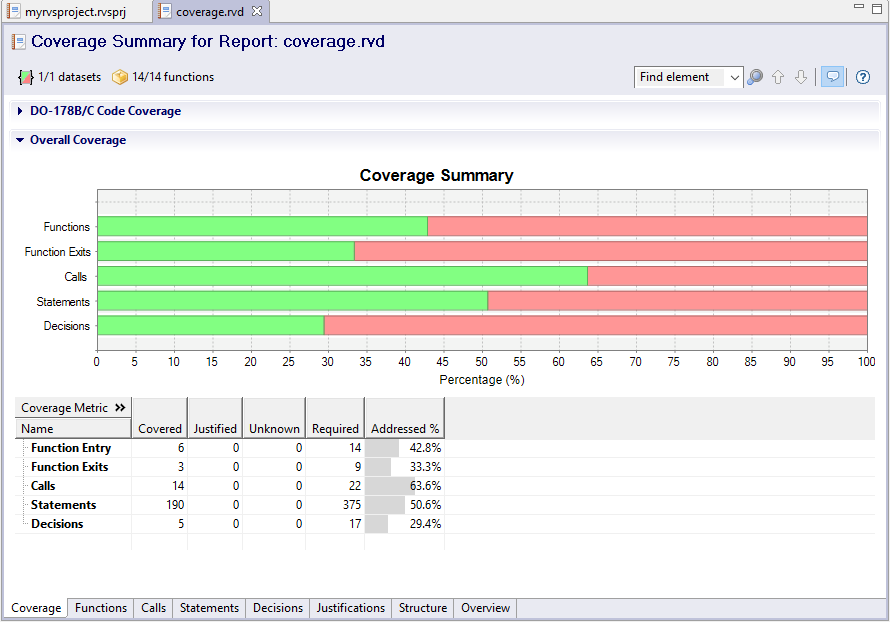 myrvsproject.rvsprj coverage.rvd
Coverage Summary for Report: coverage.rvd
1/1 datasets 14/14 functions Find element
DO-178B/C Code Coverage
Overall Coverage
Coverage Summary
Functions
Function Exits
Calls
Statements
Decisions
0 5 10 15 20 25 30 35 40 45 50 55 60 65 70 75 80 85 90 95 100
Percentage (%)
Coverage Metric »
Name Covered Justified Unknown Required Addressed %
Function Entry 6 0 0 14 42.8%
Function Exits 3 0 0 9 33.3%
Calls 14 0 0 22 63.6%
Statements 190 0 0 375 50.6%
Decisions 5 0 0 17 29.4%
Coverage Functions Calls Statements Decisions Justifications Structure Overview